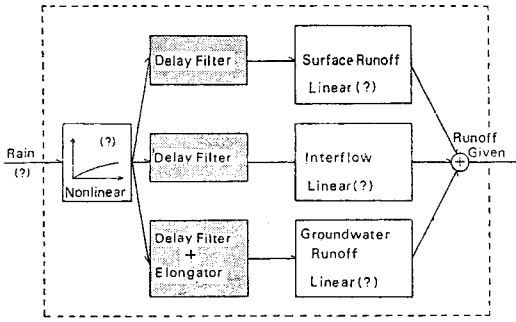 Delay Filter
Surface Runoff
Linear (?)
Rain
(?)
(?)
Nonlinear
Delay Filter
Interflow
Linear(?)
Runoff
Given
+
Delay Filter
+
Elongator
Groundwater
Runoff
Linear(?)